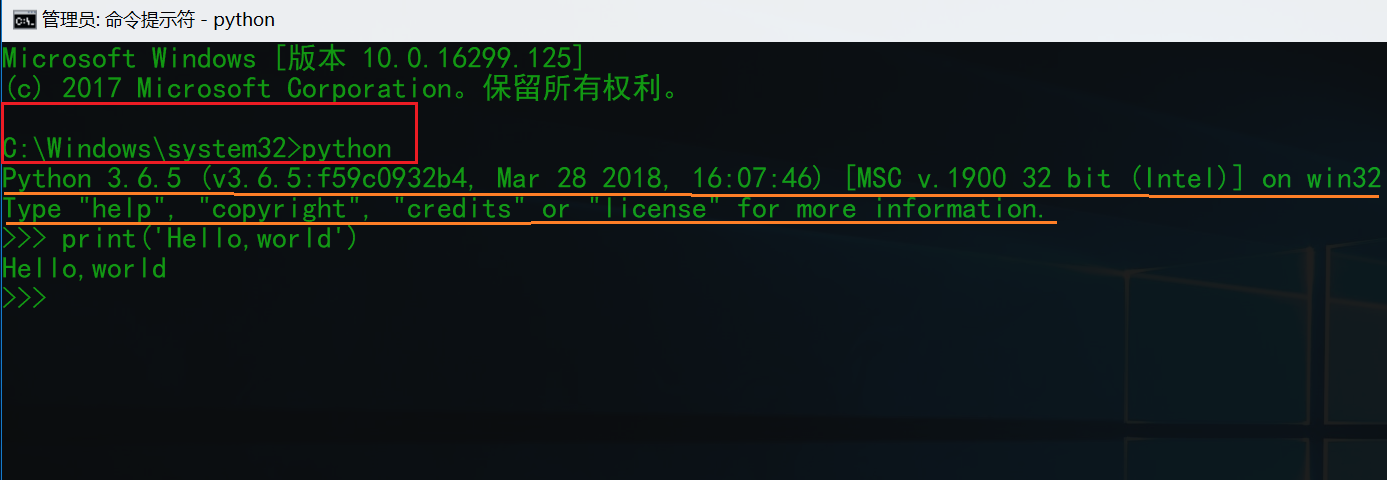 管理员: 命令提示符 - python
Microsoft Windows [版本 10.0.16299.125]
(c) 2017 Microsoft Corporation。保留所有权利。
C:\Windows\system32>python
Python 3.6.5 (v3.6.5:f59c0932b4, Mar 28 2018, 16:07:46) [MSC v.1900 32 bit (Intel)] on win32
Type "help", "copyright", "credits" or "license" for more information.
>>> print('Hello,world')
Hello,world
>>>